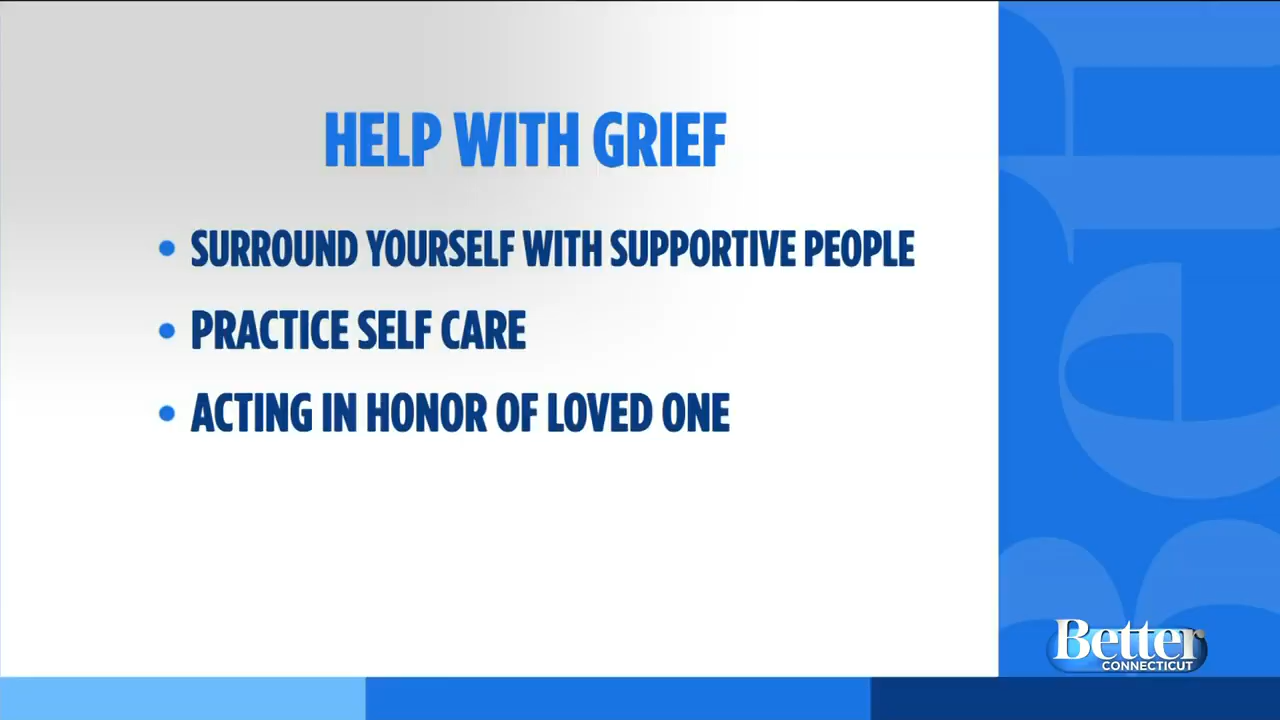 HELP WITH GRIEF
• SURROUND YOURSELF WITH SUPPORTIVE PEOPLE
• PRACTICE SELF CARE
• ACTING IN HONOR OF LOVED ONE
Better
CONNECTICUT